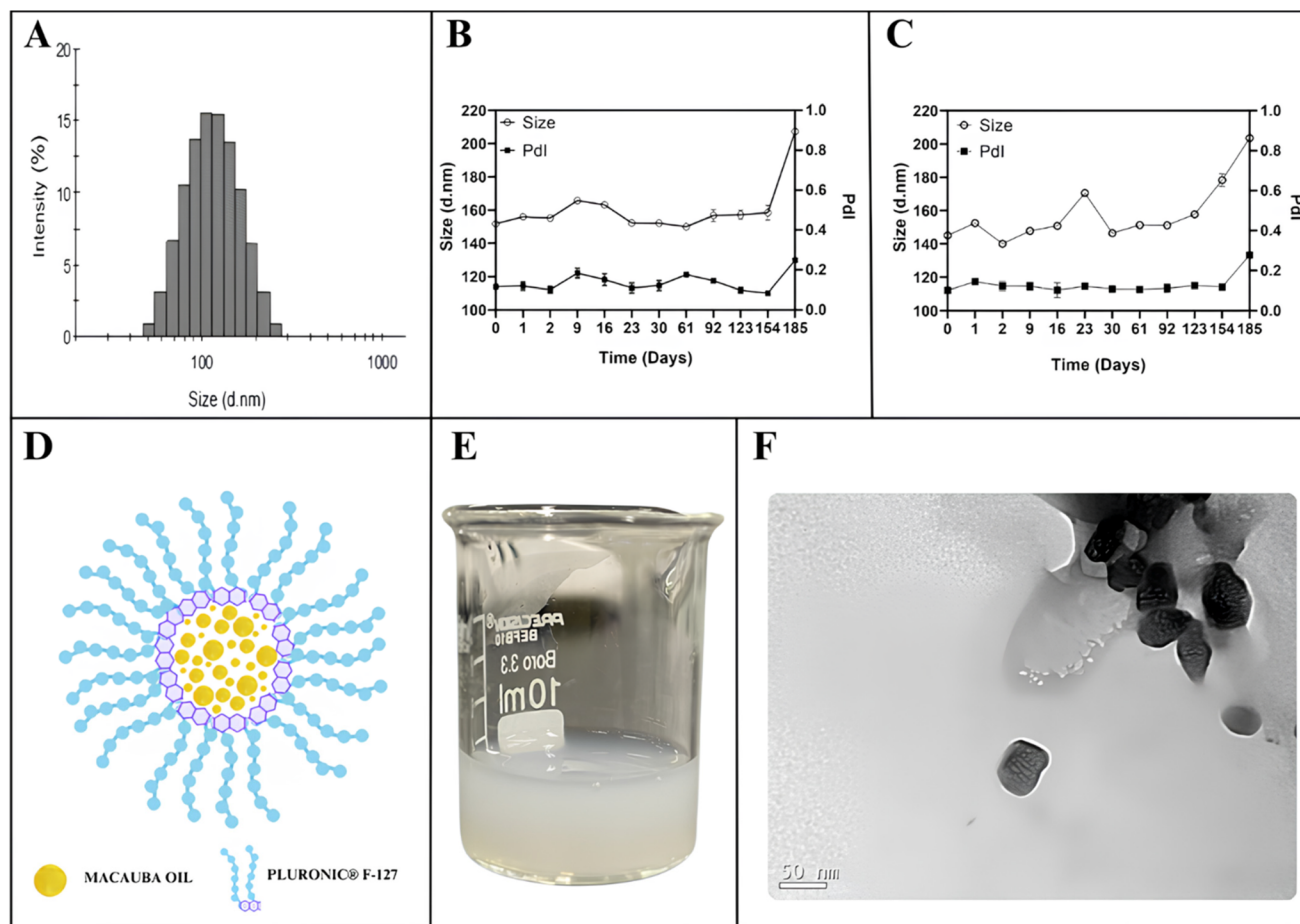 A
20
15
10
5
0
Intensity (%)
100
1000
Size (d.nm)
B
220
200
180
160
140
120
100
Size (d.nm)
Size
PdI
1.0
0.8
0.6
0.4
0.2
0.0
PdI
0 1 2 9 16 23 30 61 92 123 154 185
Time (Days)
C
220
200
180
160
140
120
100
Size (d.nm)
Size
PdI
1.0
0.8
0.6
0.4
0.2
0.0
PdI
0 1 2 9 16 23 30 61 92 123 154 185
Time (Days)
D
MACAUBA OIL
PLURONIC® F-127
E
PRECISION®
BEFB10
Boro 3.3
10ml
F
50 nm